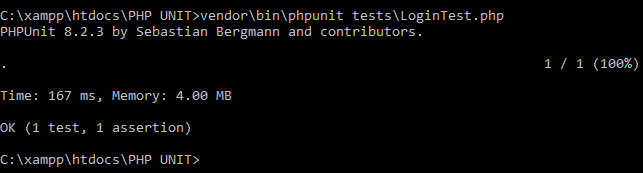 C:\xampp\htdocs\PHP UNIT>vendor\bin\phpunit tests\LoginTest.php
PHPUnit 8.2.3 by Sebastian Bergmann and contributors.
. 1 / 1 (100%)
Time: 167 ms, Memory: 4.00 MB
OK (1 test, 1 assertion)
C:\xampp\htdocs\PHP UNIT>